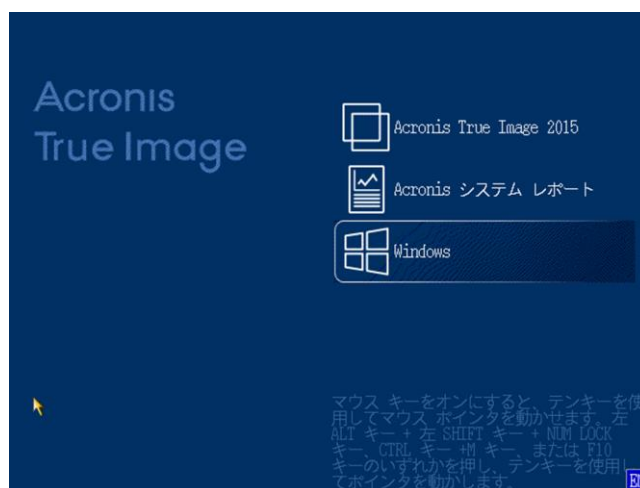 Acronis
True Image
Acronis True Image 2015
Acronis システム レポート
Windows
マウス キーをオンにすると、テンキーを使
用してマウス ポインタを動かせます。左
ALT キー + 左 SHIFT キー + NUM LOCK
キー、CTRL キー +M キー、または F10
キーのいずれかを押し、テンキーを使用し
てポインタを動かします。